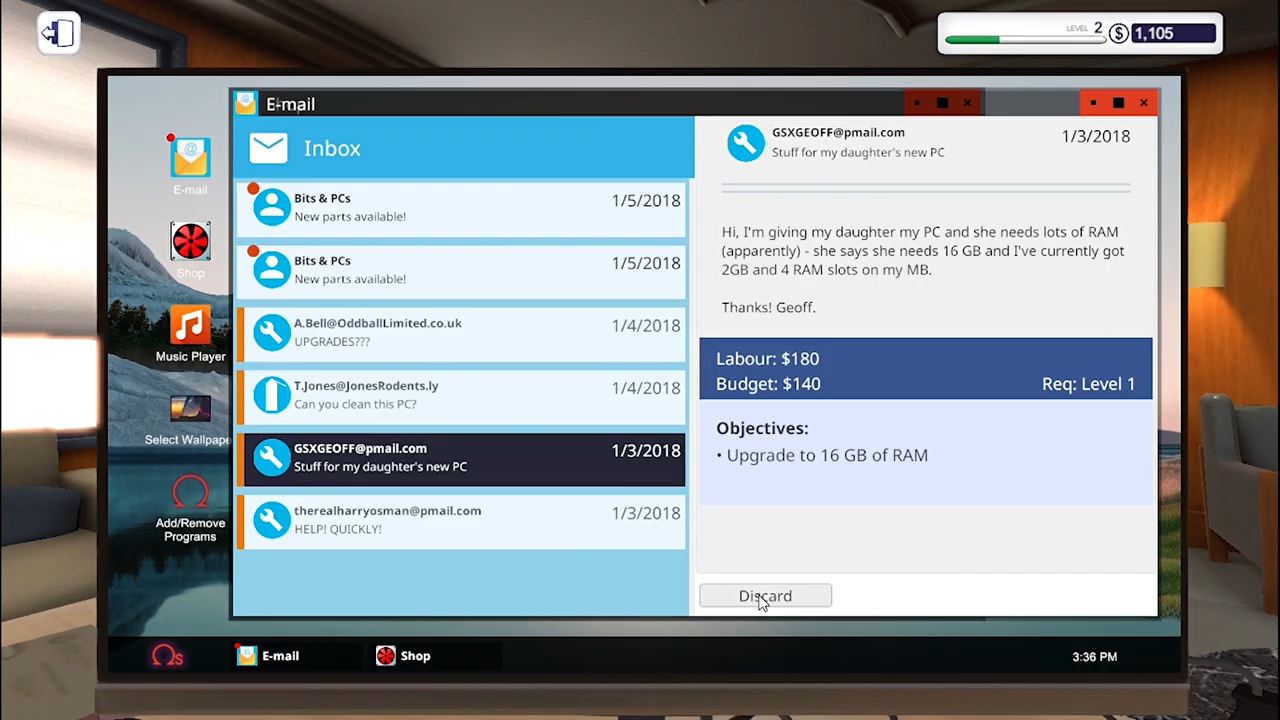 LEVEL 2
$ 1,105
E-mail
Inbox
Bits & PCs 1/5/2018
New parts available!
Bits & PCs 1/5/2018
New parts available!
A.Bell@OddballLimited.co.uk 1/4/2018
UPGRADES???
T.Jones@JonesRodents.ly 1/4/2018
Can you clean this PC?
GSXGEOFF@pmail.com 1/3/2018
Stuff for my daughter's new PC
therealharryosman@pmail.com 1/3/2018
HELP! QUICKLY!
GSXGEOFF@pmail.com 1/3/2018
Stuff for my daughter's new PC
Hi, I'm giving my daughter my PC and she needs lots of RAM
(apparently) - she says she needs 16 GB and I've currently got
2GB and 4 RAM slots on my MB.
Thanks! Geoff.
Labour: $180
Budget: $140 Req: Level 1
Objectives:
• Upgrade to 16 GB of RAM
Discard
E-mail
Shop
Music Player
Select Wallpape
Add/Remove
Programs
Ωs
E-mail
Shop
3:36 PM